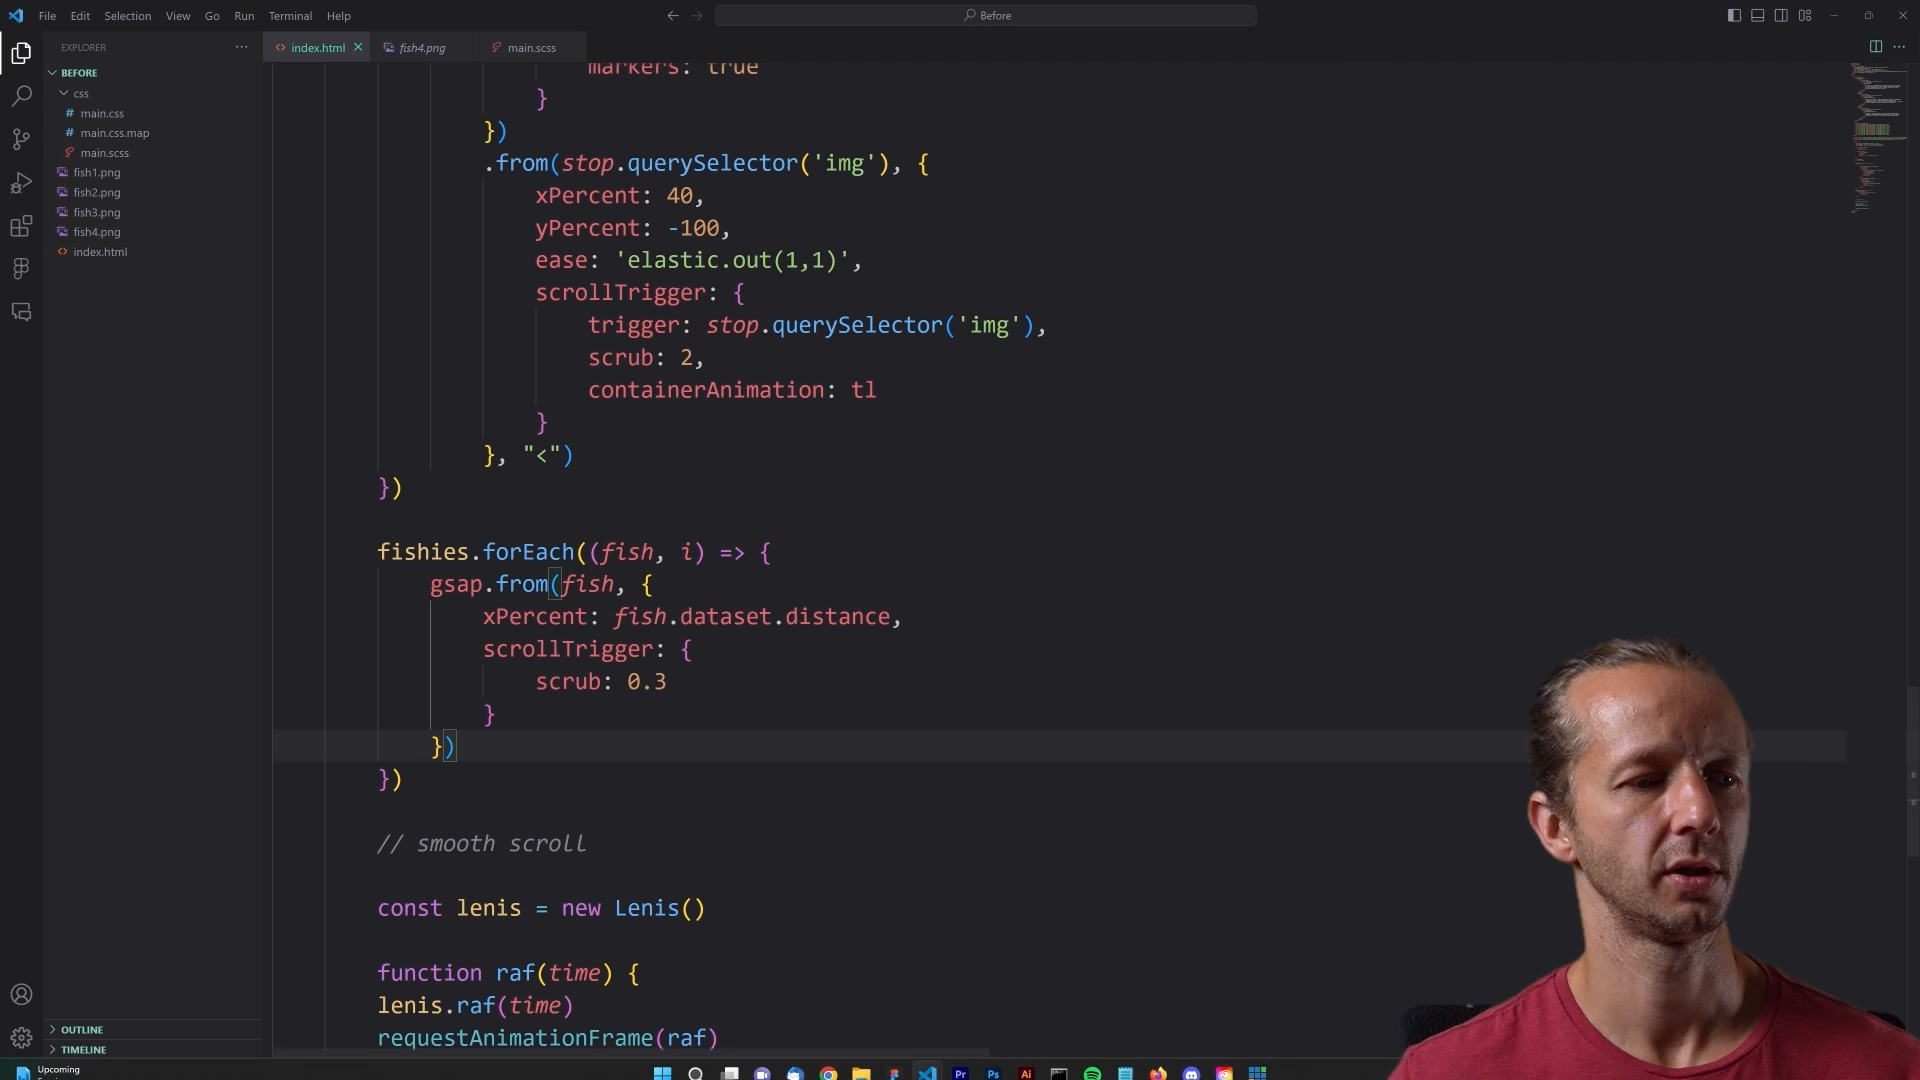 File Edit Selection View Go Run Terminal Help
Before
EXPLORER
index.html
fish4.png
main.scss
BEFORE
css
main.css
main.css.map
main.scss
fish1.png
fish2.png
fish3.png
fish4.png
index.html
OUTLINE
TIMELINE
markers: true
}
})
.from(stop.querySelector('img'), {
xPercent: 40,
yPercent: -100,
ease: 'elastic.out(1,1)',
scrollTrigger: {
trigger: stop.querySelector('img'),
scrub: 2,
containerAnimation: tl
}
}, "<")
})
fishies.forEach((fish, i) => {
gsap.from(fish, {
xPercent: fish.dataset.distance,
scrollTrigger: {
scrub: 0.3
}
})
})
// smooth scroll
const lenis = new Lenis()
function raf(time) {
lenis.raf(time)
requestAnimationFrame(raf)
Upcoming
Pr
Ps
Ai